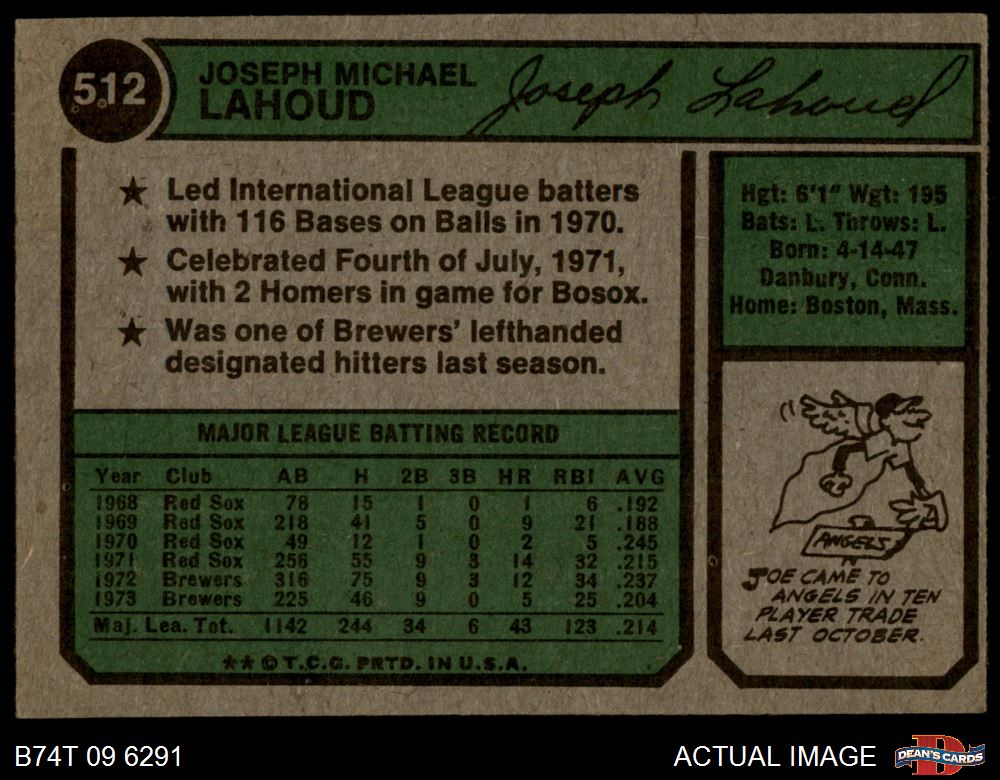 512
JOSEPH MICHAEL
LAHOUD
Joseph Lahoud
★ Led International League batters
with 116 Bases on Balls in 1970.
★ Celebrated Fourth of July, 1971,
with 2 Homers in game for Bosox.
★ Was one of Brewers' lefthanded
designated hitters last season.
Hgt: 6'1" Wgt: 195
Bats: L. Throws: L.
Born: 4-14-47
Danbury, Conn.
Home: Boston, Mass.
MAJOR LEAGUE BATTING RECORD
Year Club AB H 2B 3B HR RBI AVG
1968 Red Sox 78 15 1 0 1 6 .192
1969 Red Sox 218 41 5 0 9 21 .188
1970 Red Sox 49 12 1 0 2 5 .245
1971 Red Sox 256 55 9 3 14 32 .215
1972 Brewers 316 75 9 3 12 34 .237
1973 Brewers 225 46 9 0 5 25 .204
Maj. Lea. Tot. 1142 244 34 6 43 123 .214
★★ © T.C.G. PRTD. IN U.S.A.
ANGELS
JOE CAME TO
ANGELS IN TEN
PLAYER TRADE
LAST OCTOBER.
B74T 09 6291
ACTUAL IMAGE
DEAN'S CARDS